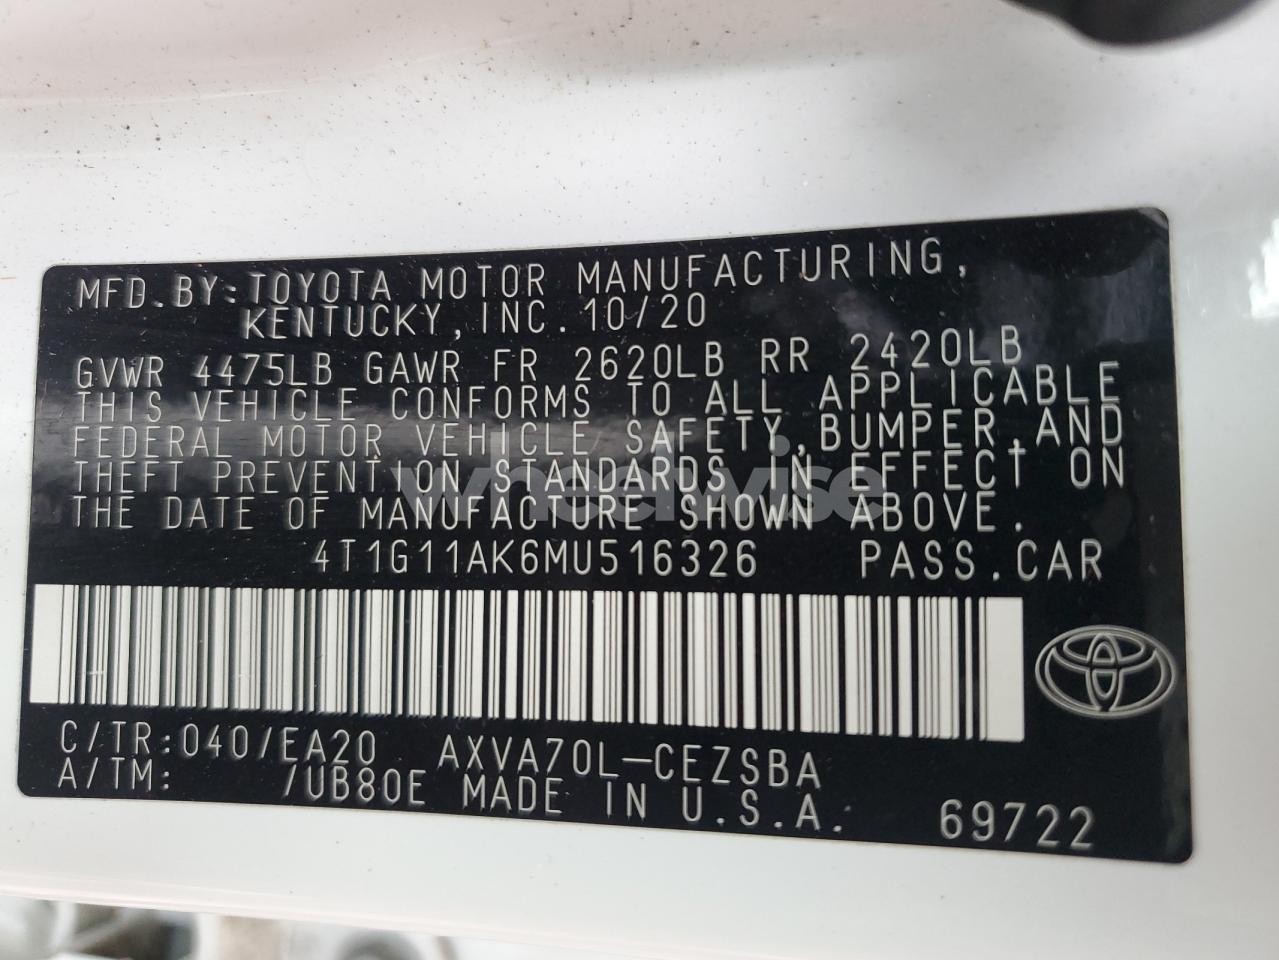 MFD.BY:TOYOTA MOTOR MANUFACTURING,
KENTUCKY,INC.10/20
GVWR 4475LB GAWR FR 2620LB RR 2420LB
THIS VEHICLE CONFORMS TO ALL APPLICABLE
FEDERAL MOTOR VEHICLE SAFETY,BUMPER,AND
THEFT PREVENTION STANDARDS IN EFFECT ON
THE DATE OF MANUFACTURE SHOWN ABOVE.
wheelwise
4T1G11AK6MU516326 PASS.CAR
C/TR:040/EA20 AXVA70L-CEZSBA
A/TM: /UB80E MADE IN U.S.A.
69722